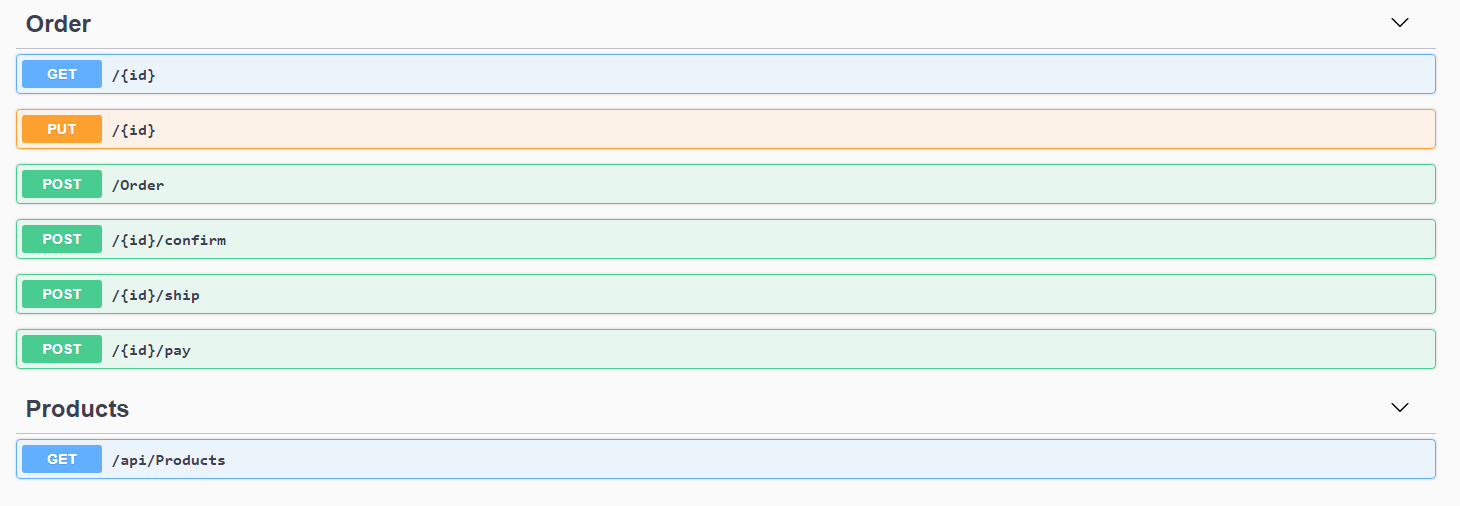 Order
GET /{id}
PUT /{id}
POST /Order
POST /{id}/confirm
POST /{id}/ship
POST /{id}/pay
Products
GET /api/Products